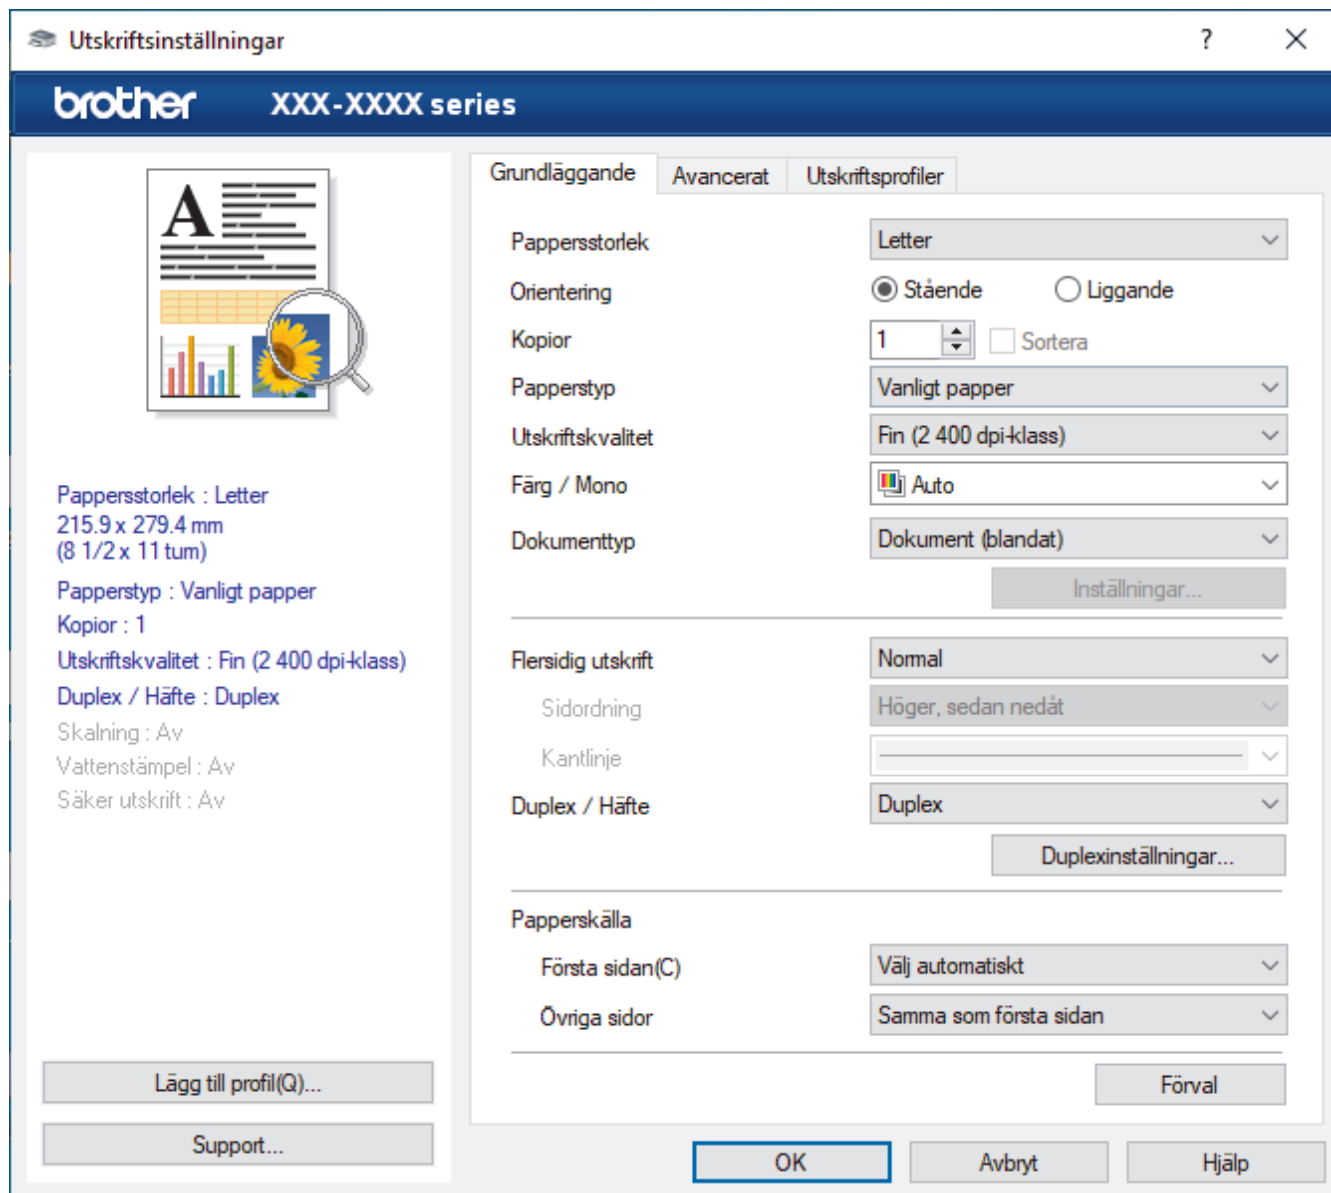 Utskriftsinställningar
?
brother XXX-XXXX series
A
Pappersstorlek : Letter
215.9 x 279.4 mm
(8 1/2 x 11 tum)
Papperstyp : Vanligt papper
Kopior : 1
Utskriftskvalitet : Fin (2 400 dpi-klass)
Duplex / Häfte : Duplex
Skalning : Av
Vattenstämpel : Av
Säker utskrift : Av
Lägg till profil(Q)...
Support...
Grundläggande Avancerat Utskriftsprofiler
Pappersstorlek Letter
Orientering Stående Liggande
Kopior 1 Sortera
Papperstyp Vanligt papper
Utskriftskvalitet Fin (2 400 dpi-klass)
Färg / Mono Auto
Dokumenttyp Dokument (blandat)
Inställningar...
Flersidig utskrift Normal
Sidordning Höger, sedan nedåt
Kantlinje
Duplex / Häfte Duplex
Duplexinställningar...
Papperskälla
Första sidan(C) Välj automatiskt
Övriga sidor Samma som första sidan
Förval
OK Avbryt Hjälp